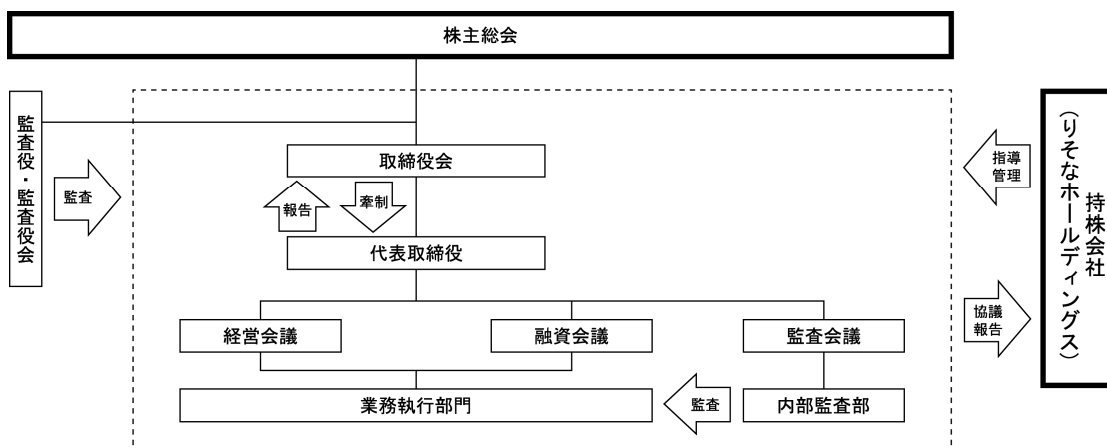 株主総会
監査役・監査役会
監査
取締役会
報告
牽制
代表取締役
経営会議
融資会議
監査会議
業務執行部門
監査
内部監査部
指導
管理
協議
報告
持株会社
（りそなホールディングス）